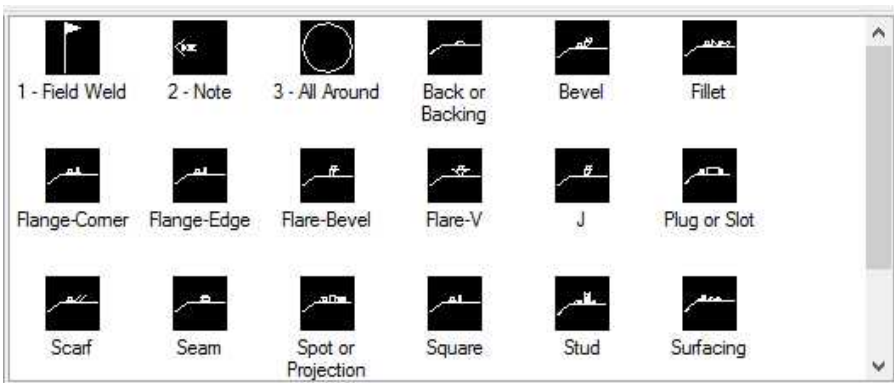 1 - Field Weld
2 - Note
3 - All Around
Back or
Backing
Bevel
Fillet
Flange-Corner
Flange-Edge
Flare-Bevel
Flare-V
J
Plug or Slot
Scarf
Seam
Spot or
Projection
Square
Stud
Surfacing